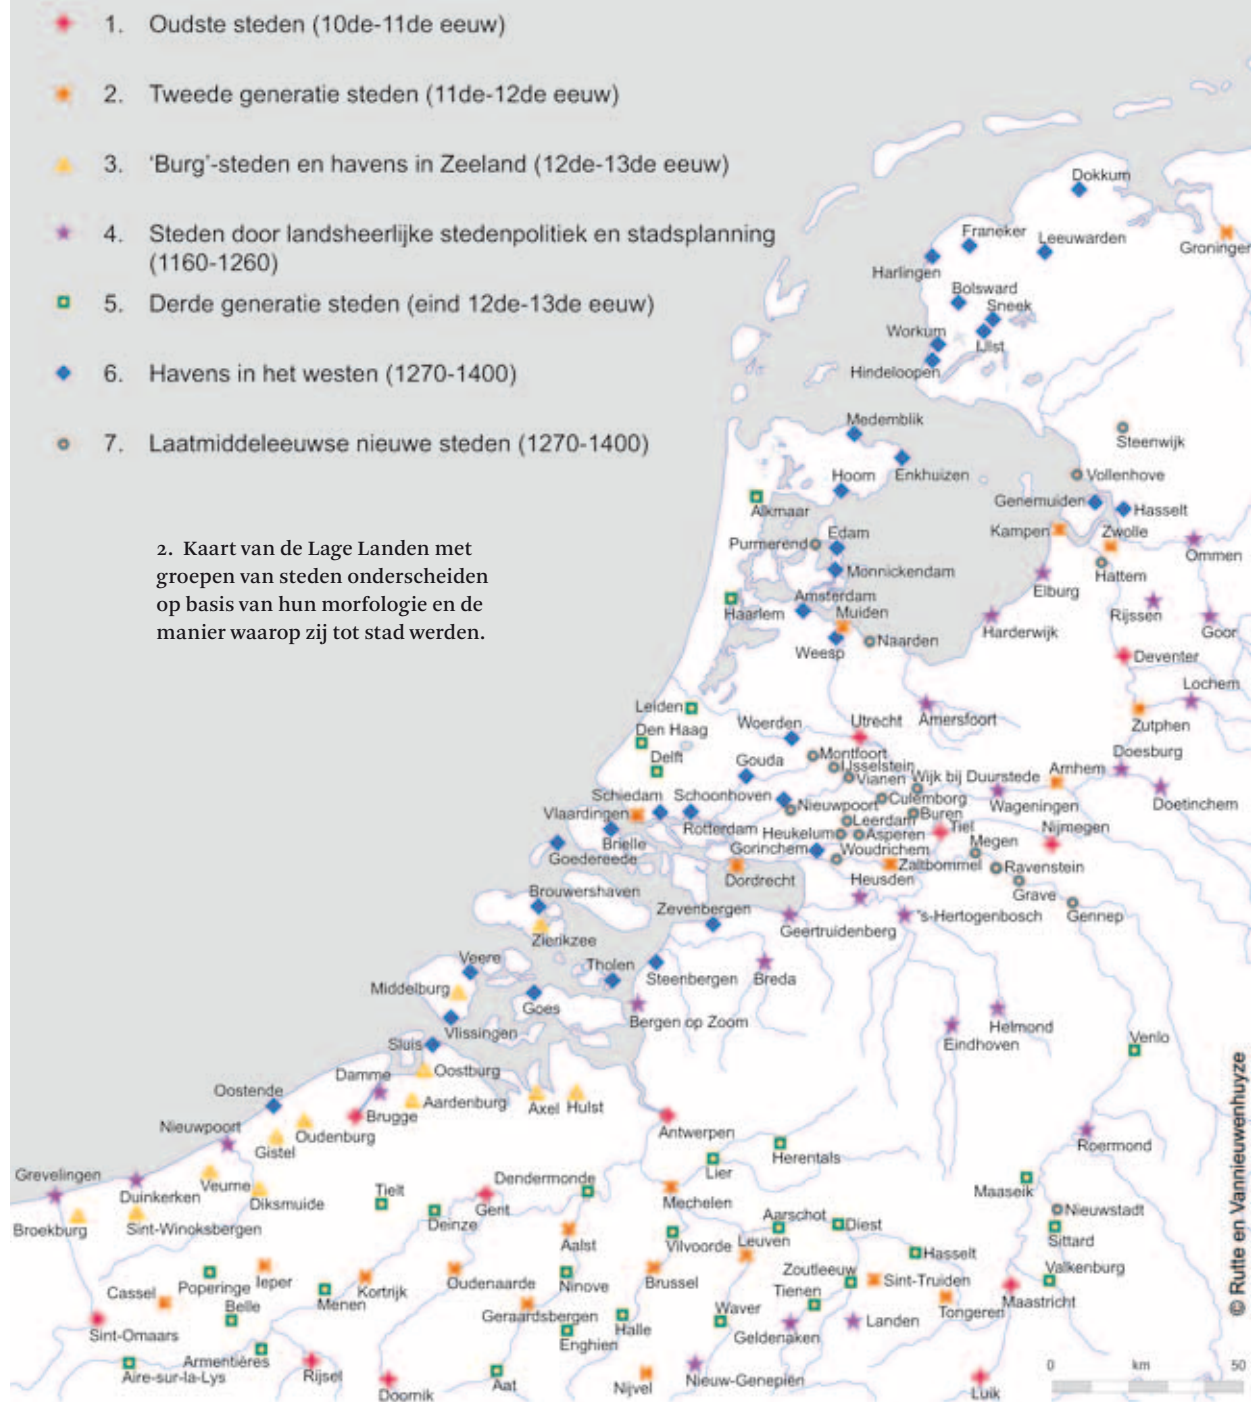 1. Oudste steden (10de-11de eeuw)
2. Tweede generatie steden (11de-12de eeuw)
3. 'Burg'-steden en havens in Zeeland (12de-13de eeuw)
4. Steden door landsheerlijke stedenpolitiek en stadsplanning
(1160-1260)
5. Derde generatie steden (eind 12de-13de eeuw)
6. Havens in het westen (1270-1400)
7. Laatmiddeleeuwse nieuwe steden (1270-1400)
2. Kaart van de Lage Landen met
groepen van steden onderscheiden
op basis van hun morfologie en de
manier waarop zij tot stad werden.
Dokkum
Franeker
Leeuwarden
Groningen
Harlingen
Bolsward
Sneek
Workum
IJlst
Hindeloopen
Medemblik
Steenwijk
Enkhuizen
Vollenhove
Hoorn
Genemuiden
Hasselt
Alkmaar
Kampen
Zwolle
Edam
Purmerend
Ommen
Monnickendam
Hattem
Elburg
Amsterdam
Haarlem
Muiden
Harderwijk
Rijssen
Goor
Naarden
Weesp
Deventer
Lochem
Leiden
Amersfoort
Zutphen
Den Haag
Woerden
Utrecht
Delft
Montfoort
Doesburg
IJsselstein
Gouda
Vianen
Wijk bij Duurstede
Arnhem
Doetinchem
Schiedam
Schoonhoven
Culemborg
Wageningen
Nieuwpoort
Vlaardingen
Buren
Leerdam
Rotterdam
Heukelum
Asperen
Tiel
Nijmegen
Brielle
Gorinchem
Woudrichem
Megen
Goedereede
Zaltbommel
Ravenstein
Dordrecht
Heusden
Grave
Brouwershaven
Zevenbergen
's-Hertogenbosch
Gennep
Geertruidenberg
Zierikzee
Veere
Tholen
Steenbergen
Breda
Middelburg
Goes
Bergen op Zoom
Helmond
Vlissingen
Eindhoven
Venlo
Sluis
Oostburg
Damme
Oostende
Aardenburg
Axel
Hulst
Brugge
Nieuwpoort
Oudenburg
Antwerpen
Gistel
Herentals
Roermond
Grevelingen
Lier
Duinkerken
Veurne
Diksmuide
Dendermonde
Tielt
Gent
Mechelen
Maaseik
Broekburg
Sint-Winoksbergen
Deinze
Aarschot
Diest
Nieuwstadt
Aalst
Vilvoorde
Leuven
Sittard
Hasselt
Cassel
Poperinge
Ieper
Kortrijk
Oudenaarde
Ninove
Brussel
Zoutleeuw
Sint-Truiden
Valkenburg
Tienen
Belle
Menen
Geraardsbergen
Halle
Waver
Tongeren
Maastricht
Sint-Omaars
Enghien
Geldenaken
Landen
Armentières
Aire-sur-la-Lys
Rijsel
Aat
Nijvel
Nieuw-Genepiën
Doornik
Luik
0 km 50
© Rutte en Vannieuwenhuyze